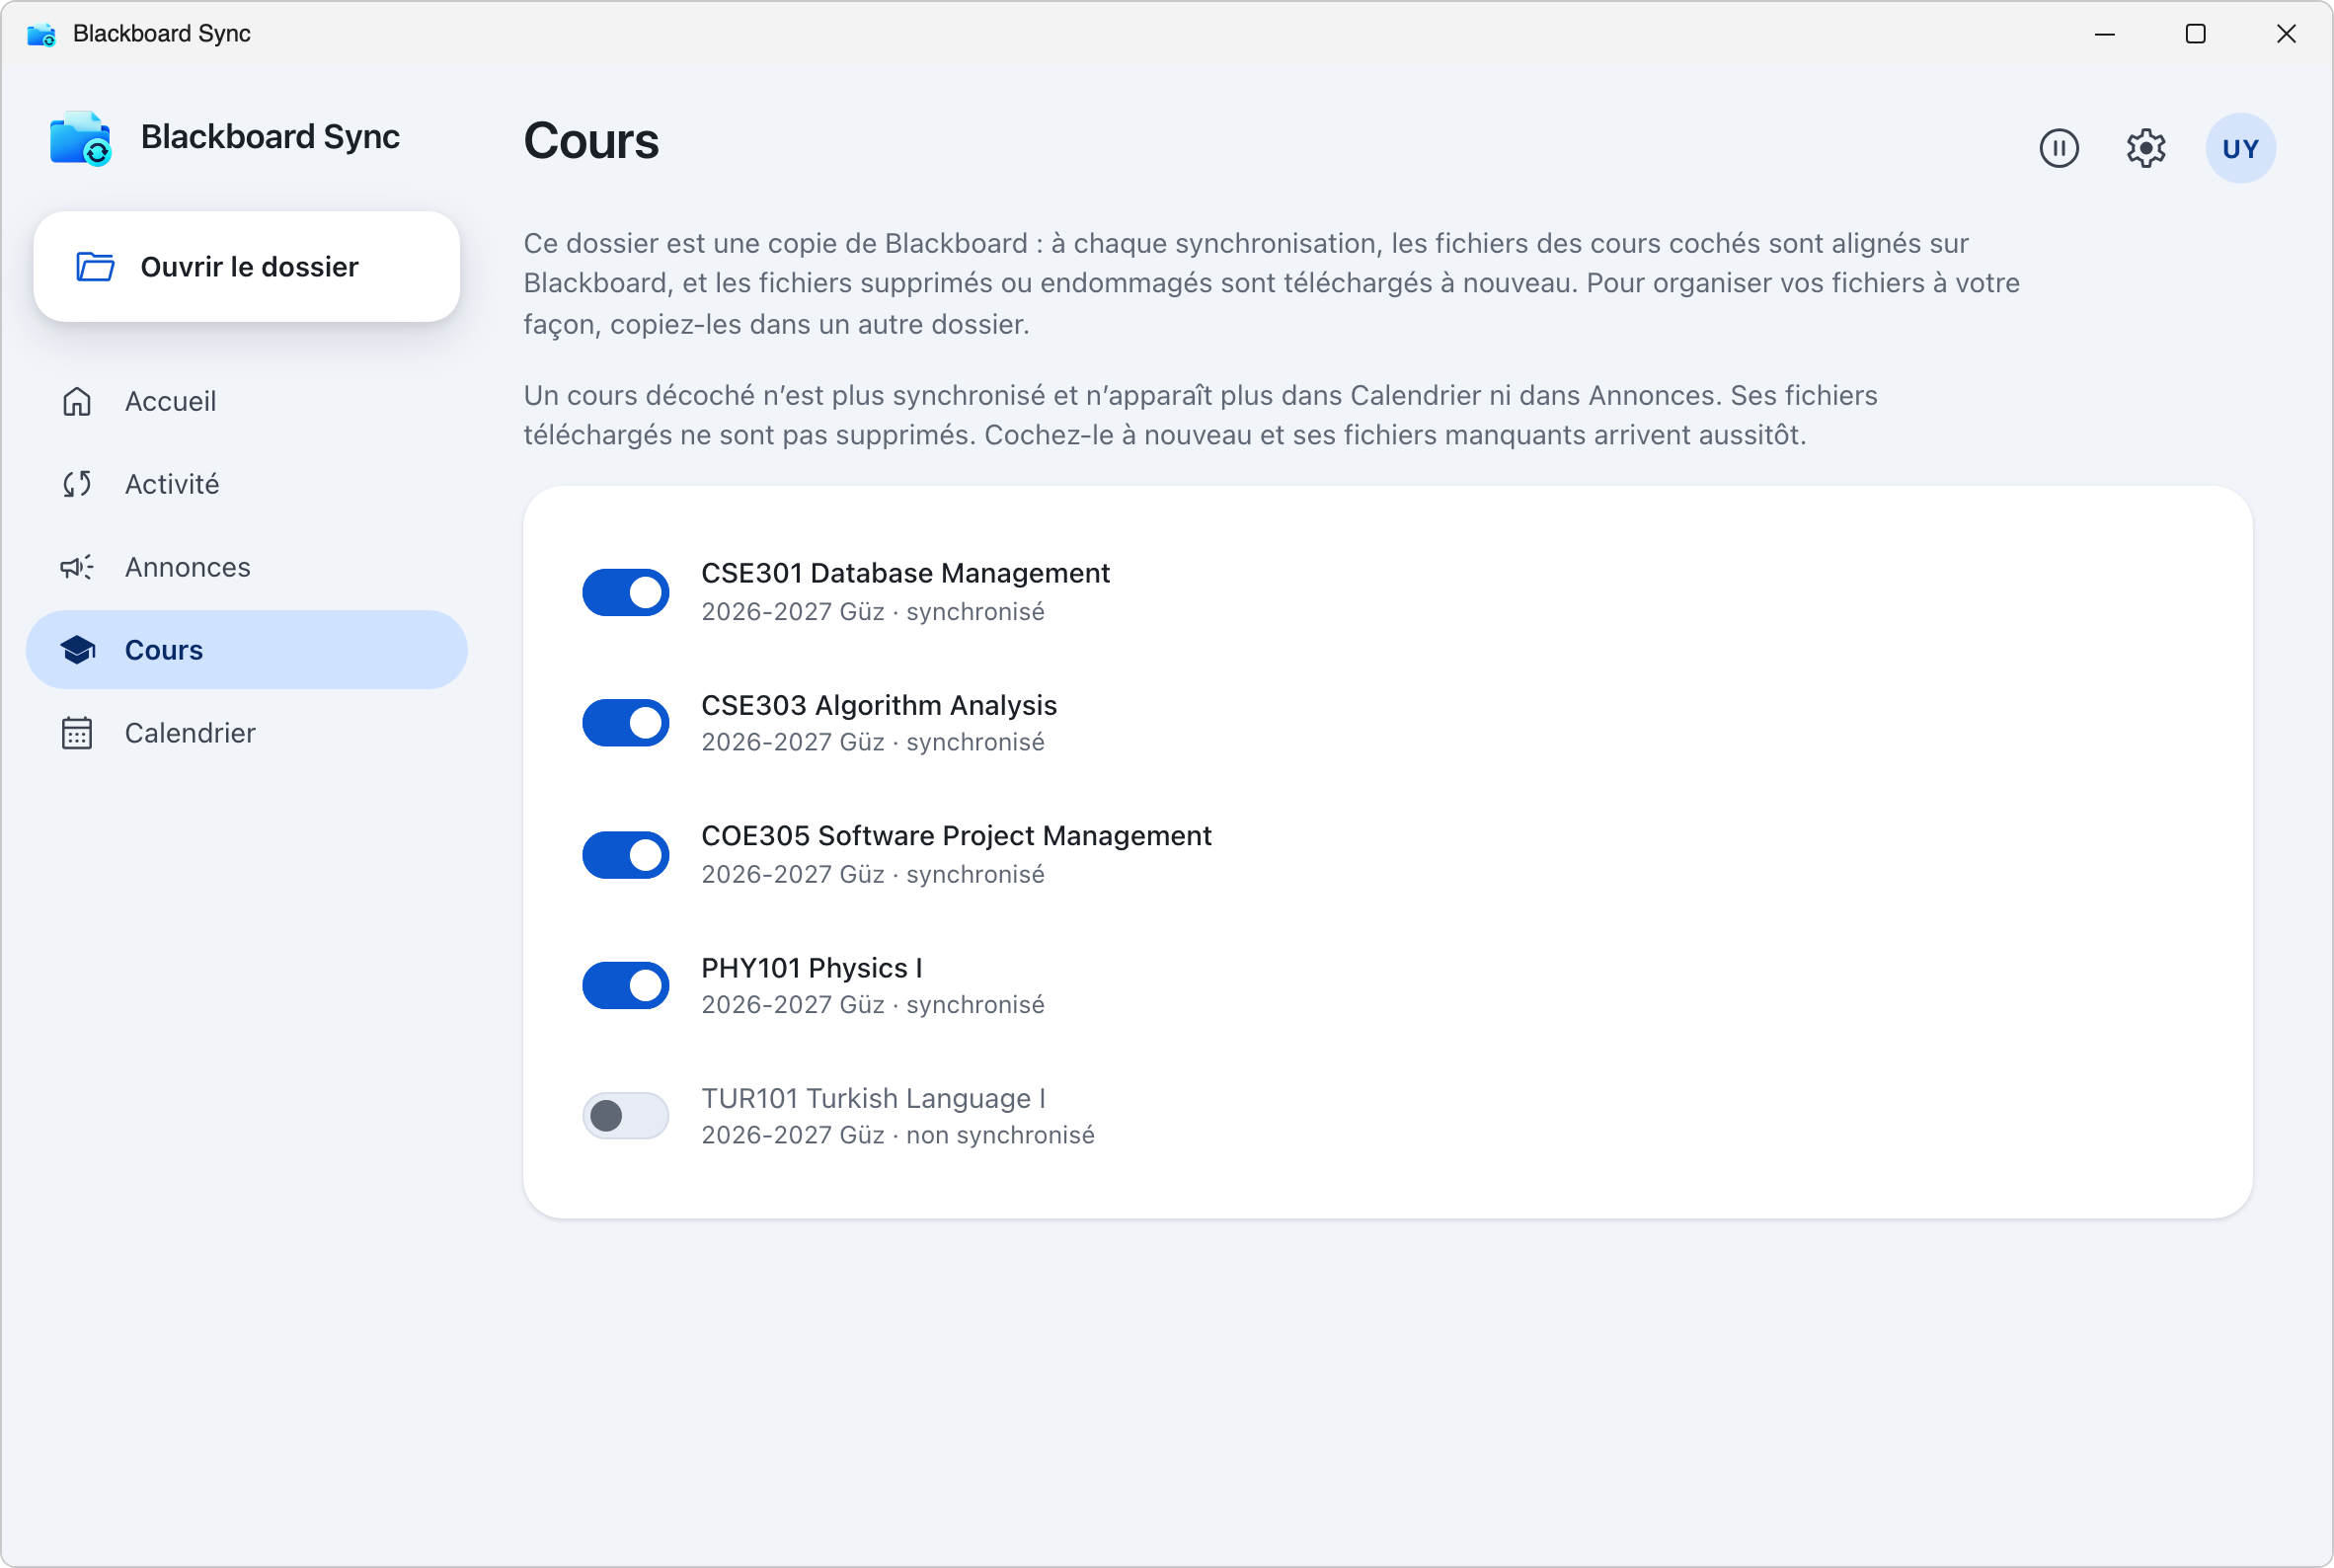 Blackboard Sync
Blackboard Sync
Ouvrir le dossier
Accueil
Activité
Annonces
Cours
Calendrier
Cours
UY
Ce dossier est une copie de Blackboard : à chaque synchronisation, les fichiers des cours cochés sont alignés sur
Blackboard, et les fichiers supprimés ou endommagés sont téléchargés à nouveau. Pour organiser vos fichiers à votre
façon, copiez-les dans un autre dossier.
Un cours décoché n’est plus synchronisé et n’apparaît plus dans Calendrier ni dans Annonces. Ses fichiers
téléchargés ne sont pas supprimés. Cochez-le à nouveau et ses fichiers manquants arrivent aussitôt.
CSE301 Database Management
2026-2027 Güz · synchronisé
CSE303 Algorithm Analysis
2026-2027 Güz · synchronisé
COE305 Software Project Management
2026-2027 Güz · synchronisé
PHY101 Physics I
2026-2027 Güz · synchronisé
TUR101 Turkish Language I
2026-2027 Güz · non synchronisé